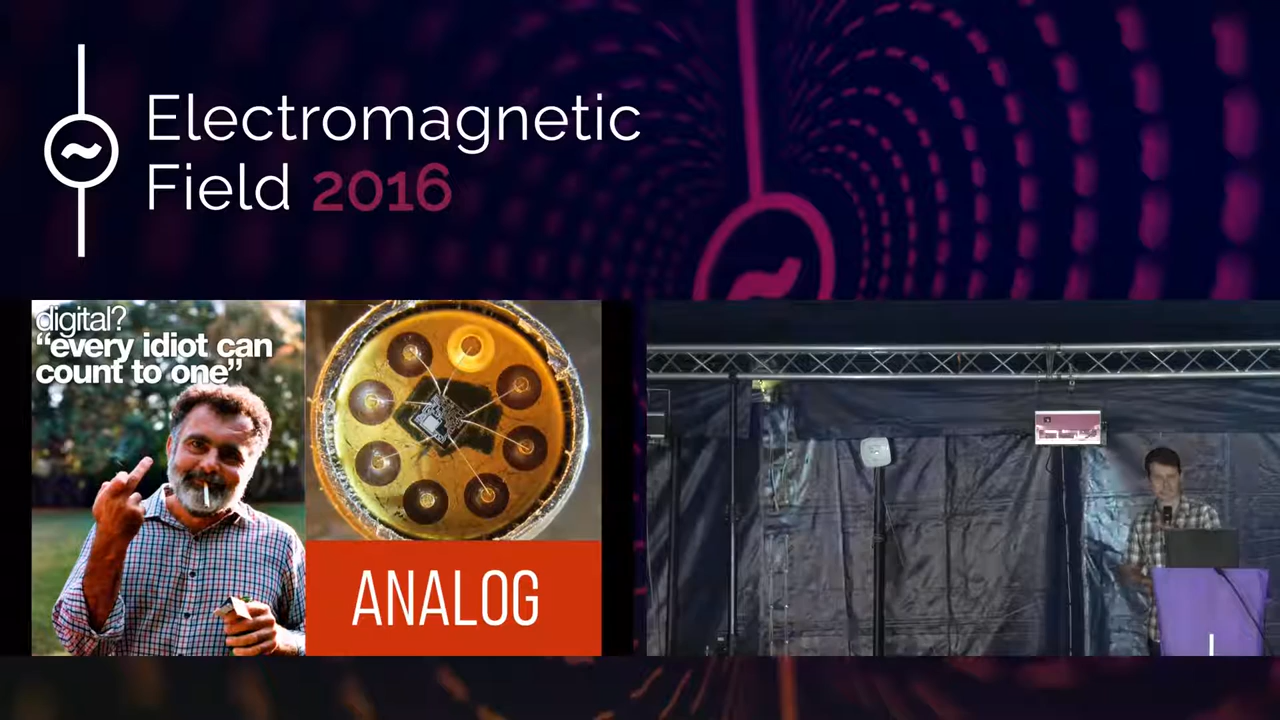 Electromagnetic
Field 2016
digital?
“every idiot can
count to one”
ANALOG